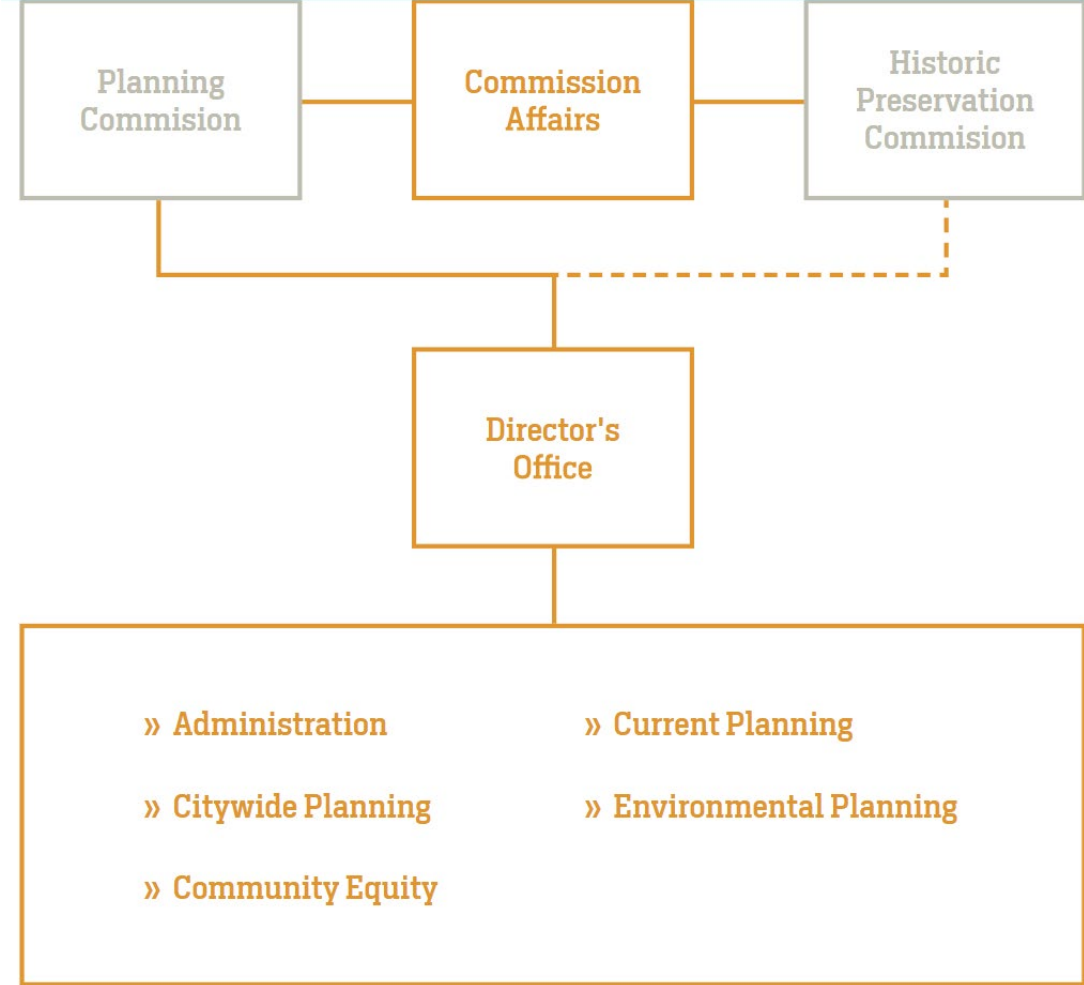 Planning
Commision
Commission
Affairs
Historic
Preservation
Commision
Director's
Office
» Administration
» Citywide Planning
» Community Equity
» Current Planning
» Environmental Planning